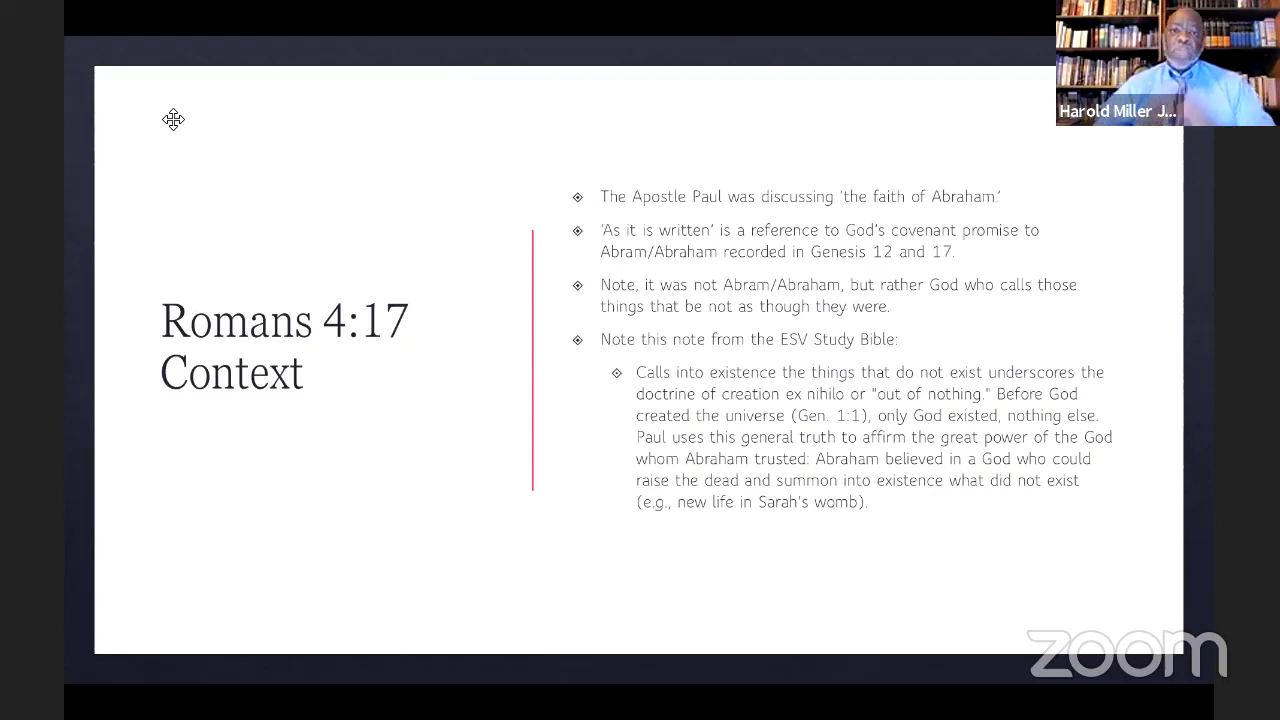 Harold Miller J...
Romans 4:17
Context
The Apostle Paul was discussing 'the faith of Abraham.'
'As it is written' is a reference to God's covenant promise to
Abram/Abraham recorded in Genesis 12 and 17.
Note, it was not Abram/Abraham, but rather God who calls those
things that be not as though they were.
Note this note from the ESV Study Bible:
Calls into existence the things that do not exist underscores the
doctrine of creation ex nihilo or "out of nothing." Before God
created the universe (Gen. 1:1), only God existed, nothing else.
Paul uses this general truth to affirm the great power of the God
whom Abraham trusted: Abraham believed in a God who could
raise the dead and summon into existence what did not exist
(e.g., new life in Sarah's womb).
zoom